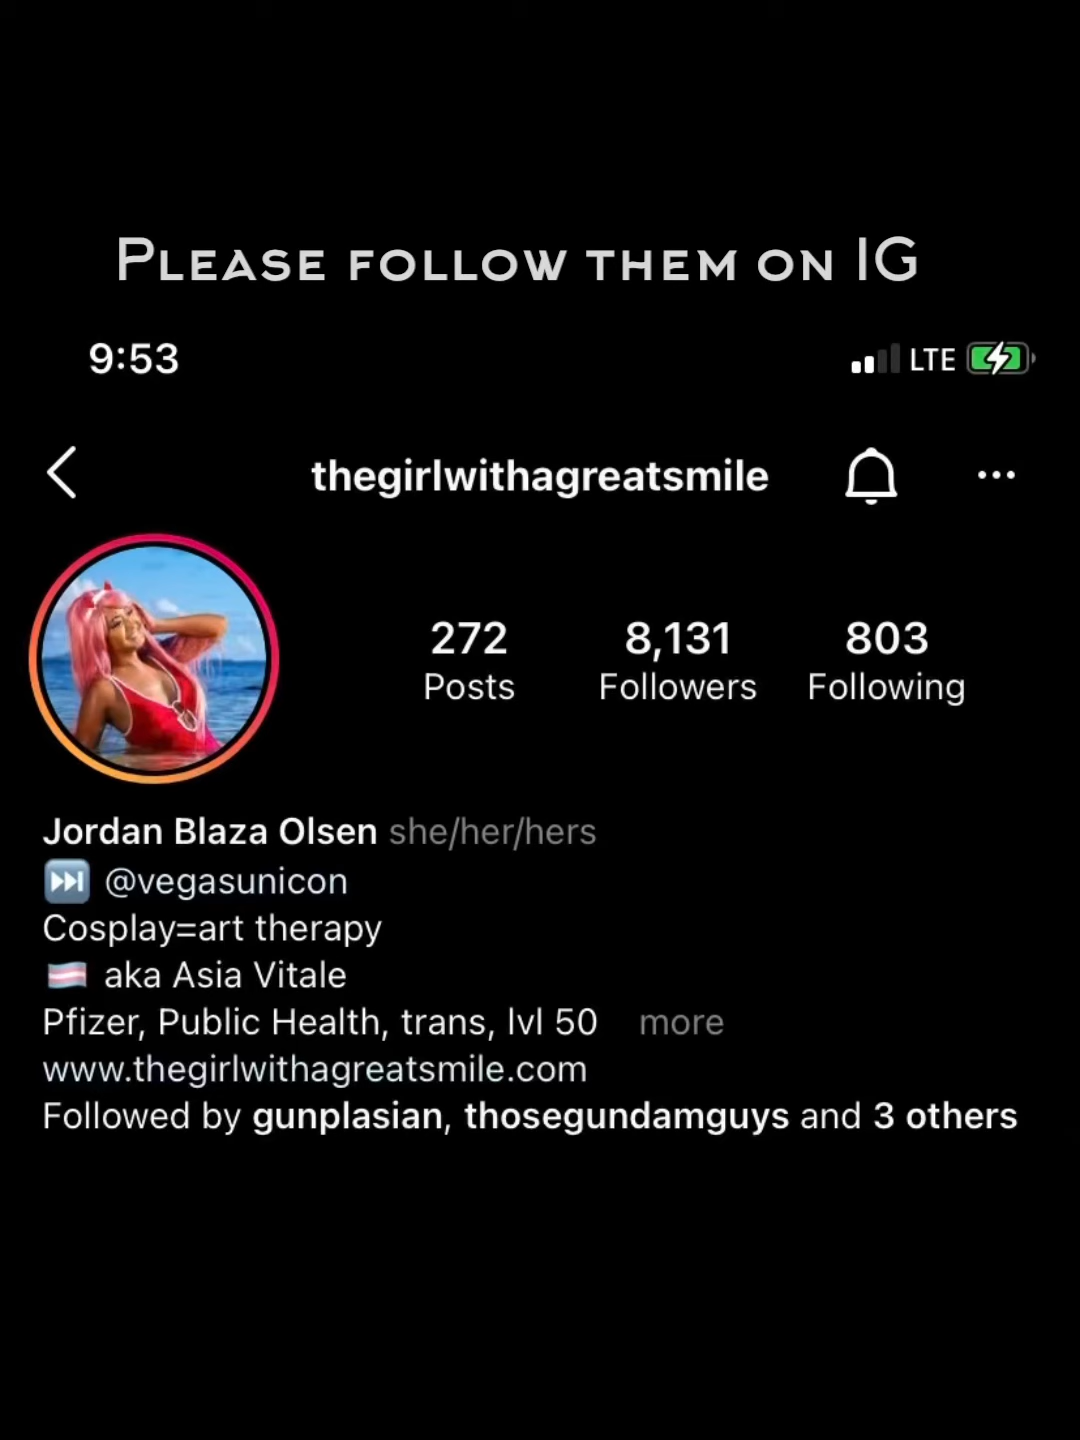 Please follow them on IG
9:53 LTE
thegirlwithagreatsmile
272 8,131 803
Posts Followers Following
Jordan Blaza Olsen she/her/hers
⏭️ @vegasunicon
Cosplay=art therapy
🏳️‍⚧️ aka Asia Vitale
Pfizer, Public Health, trans, lvl 50 more
www.thegirlwithagreatsmile.com
Followed by gunplasian, thosegundamguys and 3 others